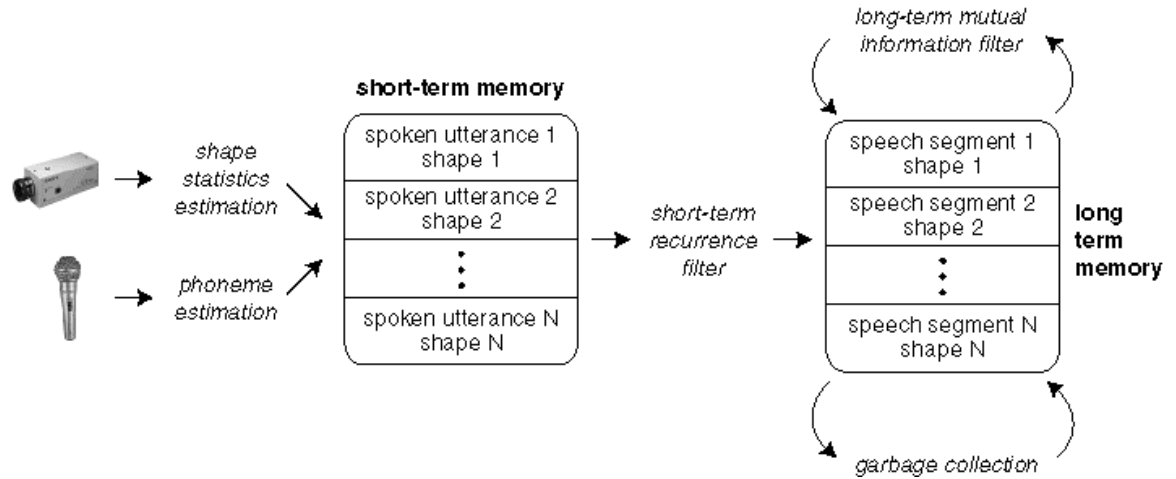 shape
statistics
estimation
phoneme
estimation
short-term memory
spoken utterance 1
shape 1
spoken utterance 2
shape 2
spoken utterance N
shape N
short-term
recurrence
filter
long-term mutual
information filter
speech segment 1
shape 1
speech segment 2
shape 2
speech segment N
shape N
long
term
memory
garbage collection